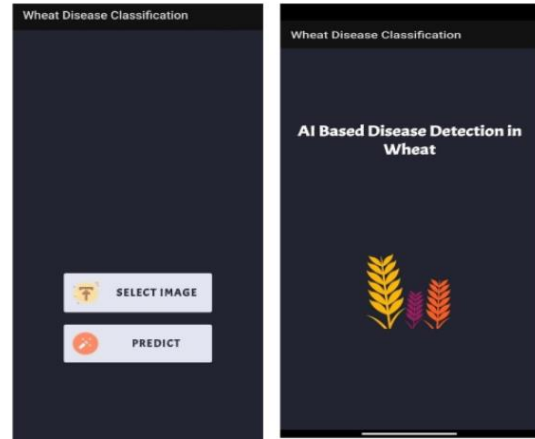 Wheat Disease Classification
SELECT IMAGE
PREDICT
Wheat Disease Classification
AI Based Disease Detection in
Wheat